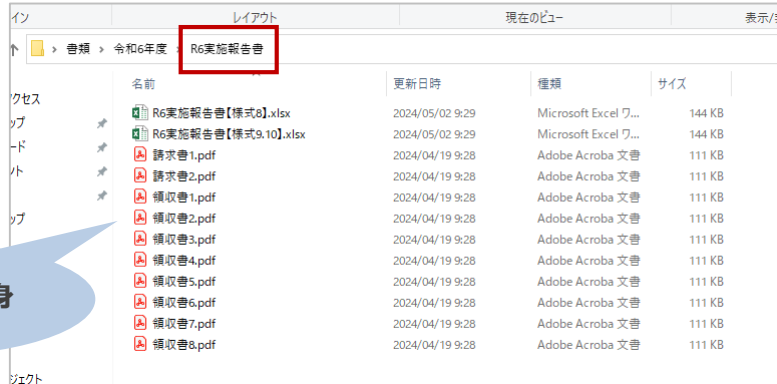 イン レイアウト 現在のビュー 表示/
書類 › 令和6年度 › R6実施報告書
名前 更新日時 種類 サイズ
クセス
R6実施報告書【様式8】.xlsx 2024/05/02 9:29 Microsoft Excel ワ... 144 KB
ップ R6実施報告書【様式9.10】.xlsx 2024/05/02 9:29 Microsoft Excel ワ... 144 KB
ード 請求書1.pdf 2024/04/19 9:28 Adobe Acroba 文書 111 KB
ント 請求書2.pdf 2024/04/19 9:28 Adobe Acroba 文書 111 KB
領収書1.pdf 2024/04/19 9:28 Adobe Acroba 文書 111 KB
ップ 領収書2.pdf 2024/04/19 9:28 Adobe Acroba 文書 111 KB
領収書3.pdf 2024/04/19 9:28 Adobe Acroba 文書 111 KB
領収書4.pdf 2024/04/19 9:28 Adobe Acroba 文書 111 KB
領収書5.pdf 2024/04/19 9:28 Adobe Acroba 文書 111 KB
身 領収書6.pdf 2024/04/19 9:28 Adobe Acroba 文書 111 KB
領収書7.pdf 2024/04/19 9:28 Adobe Acroba 文書 111 KB
領収書8.pdf 2024/04/19 9:28 Adobe Acroba 文書 111 KB
ジェクト